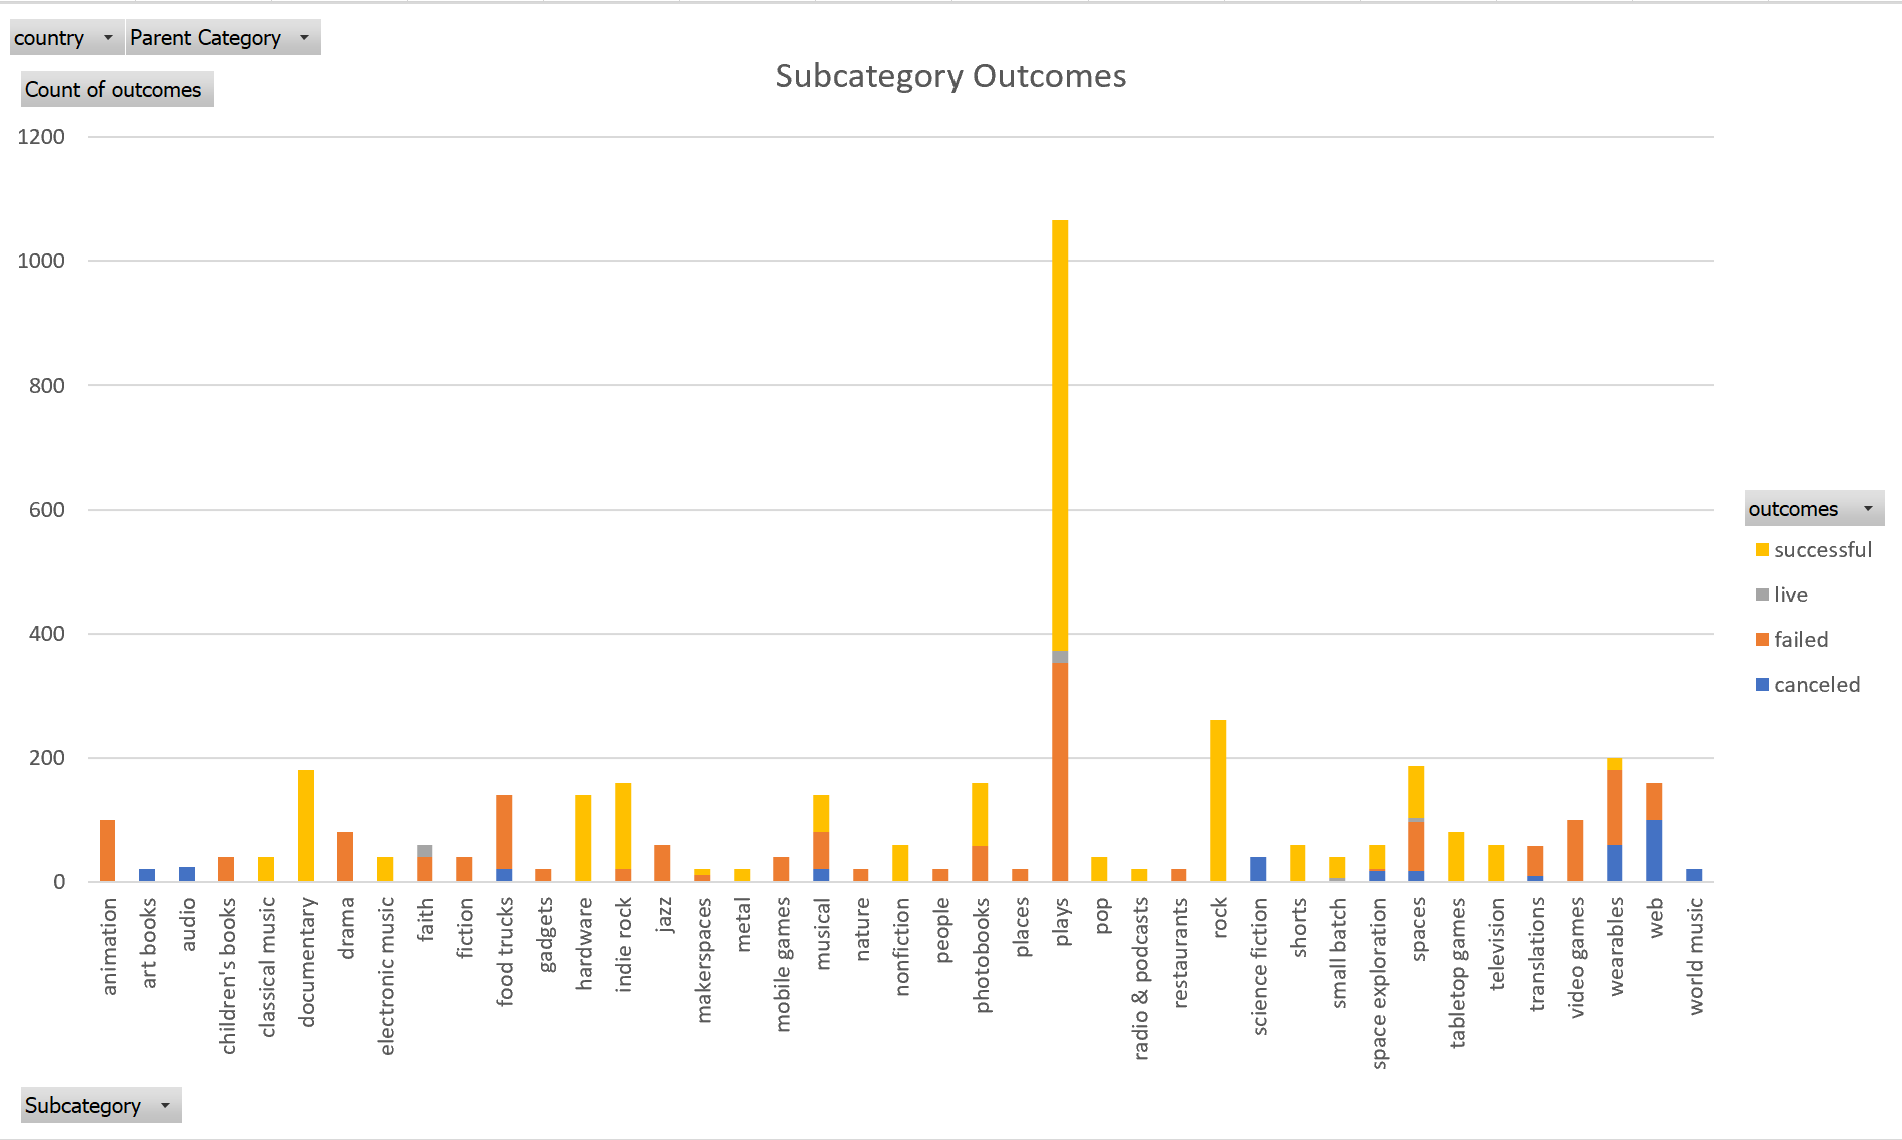 country
Parent Category
Count of outcomes
Subcategory Outcomes
1200
1000
800
600
400
200
0
animation
art books
audio
children's books
classical music
documentary
drama
electronic music
faith
fiction
food trucks
gadgets
hardware
indie rock
jazz
makerspaces
metal
mobile games
musical
nature
nonfiction
people
photobooks
places
plays
pop
radio & podcasts
restaurants
rock
science fiction
shorts
small batch
space exploration
spaces
tabletop games
television
translations
video games
wearables
web
world music
outcomes
successful
live
failed
canceled
Subcategory